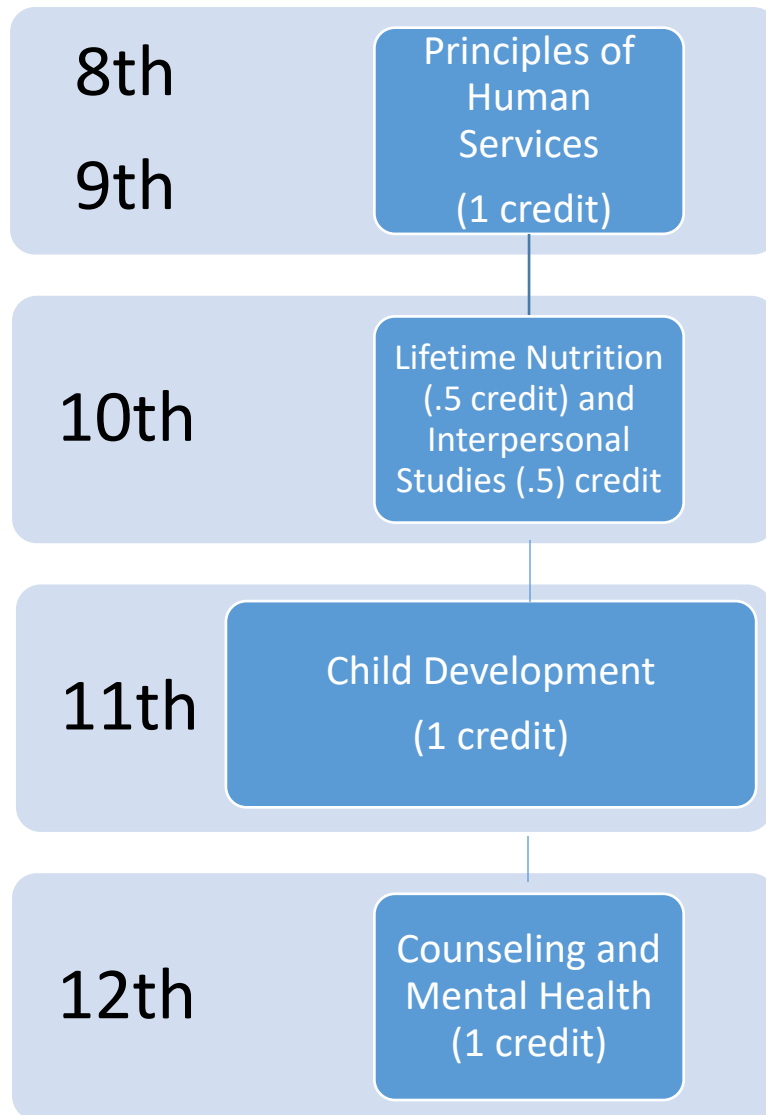 8th
9th
Principles of
Human
Services
(1 credit)
10th
Lifetime Nutrition
(.5 credit) and
Interpersonal
Studies (.5) credit
11th
Child Development
(1 credit)
12th
Counseling and
Mental Health
(1 credit)